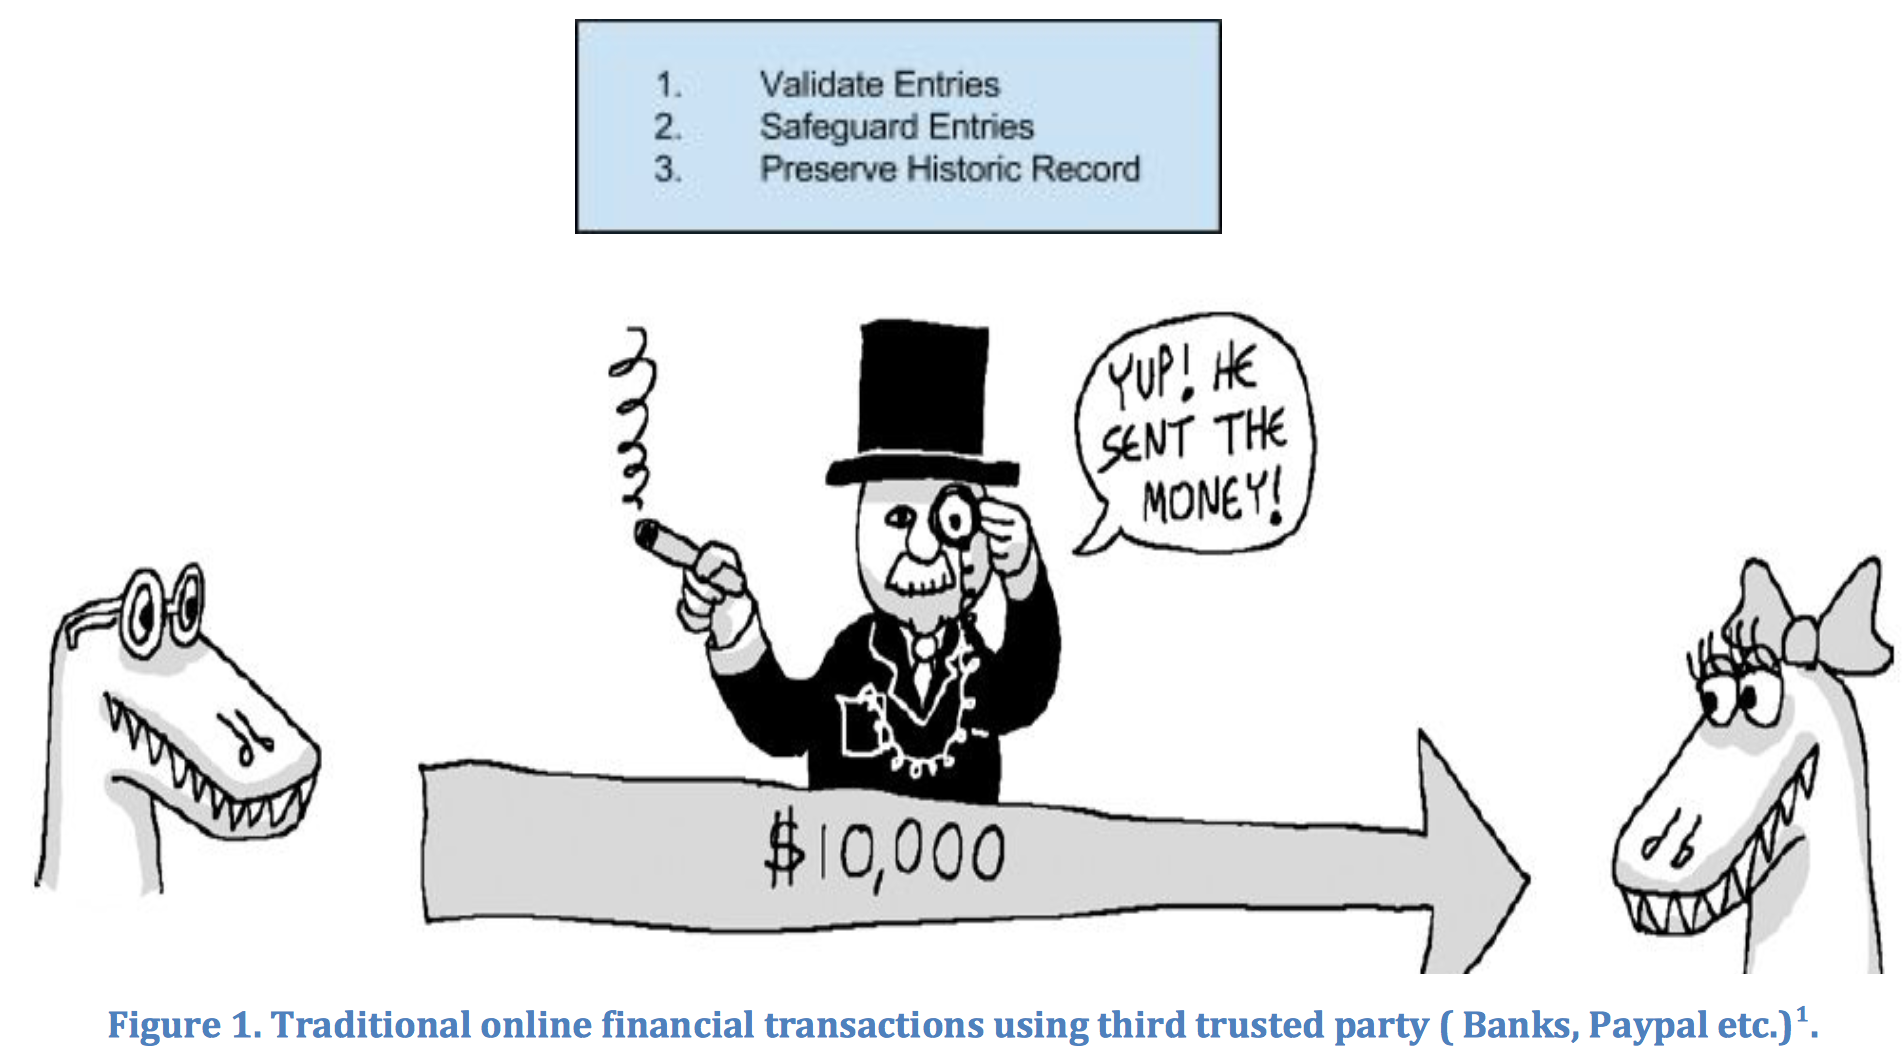 1. Validate Entries
2. Safeguard Entries
3. Preserve Historic Record
YUP! HE
SENT THE
MONEY!
$10,000
Figure 1. Traditional online financial transactions using third trusted party ( Banks, Paypal etc.)1.